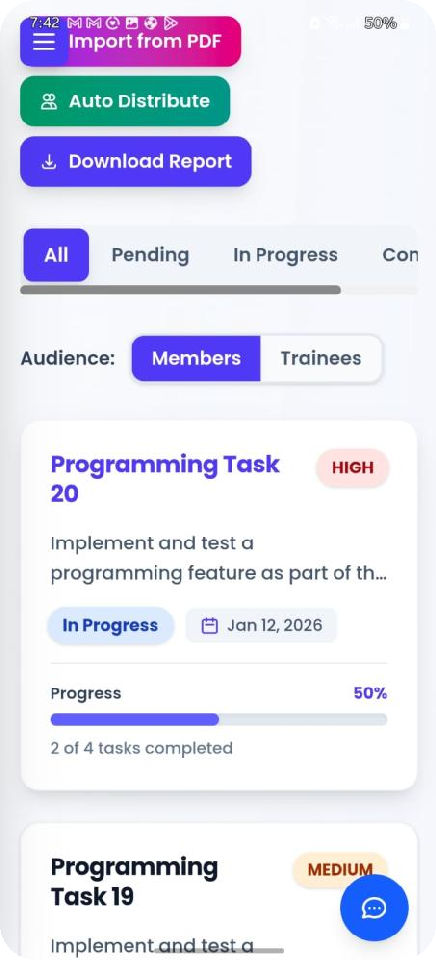 7:42
50%
Import from PDF
Auto Distribute
Download Report
All Pending In Progress Con
Audience: Members Trainees
Programming Task
20
HIGH
Implement and test a
programming feature as part of th...
In Progress Jan 12, 2026
Progress 50%
2 of 4 tasks completed
Programming
Task 19
MEDIUM
Implement and test a